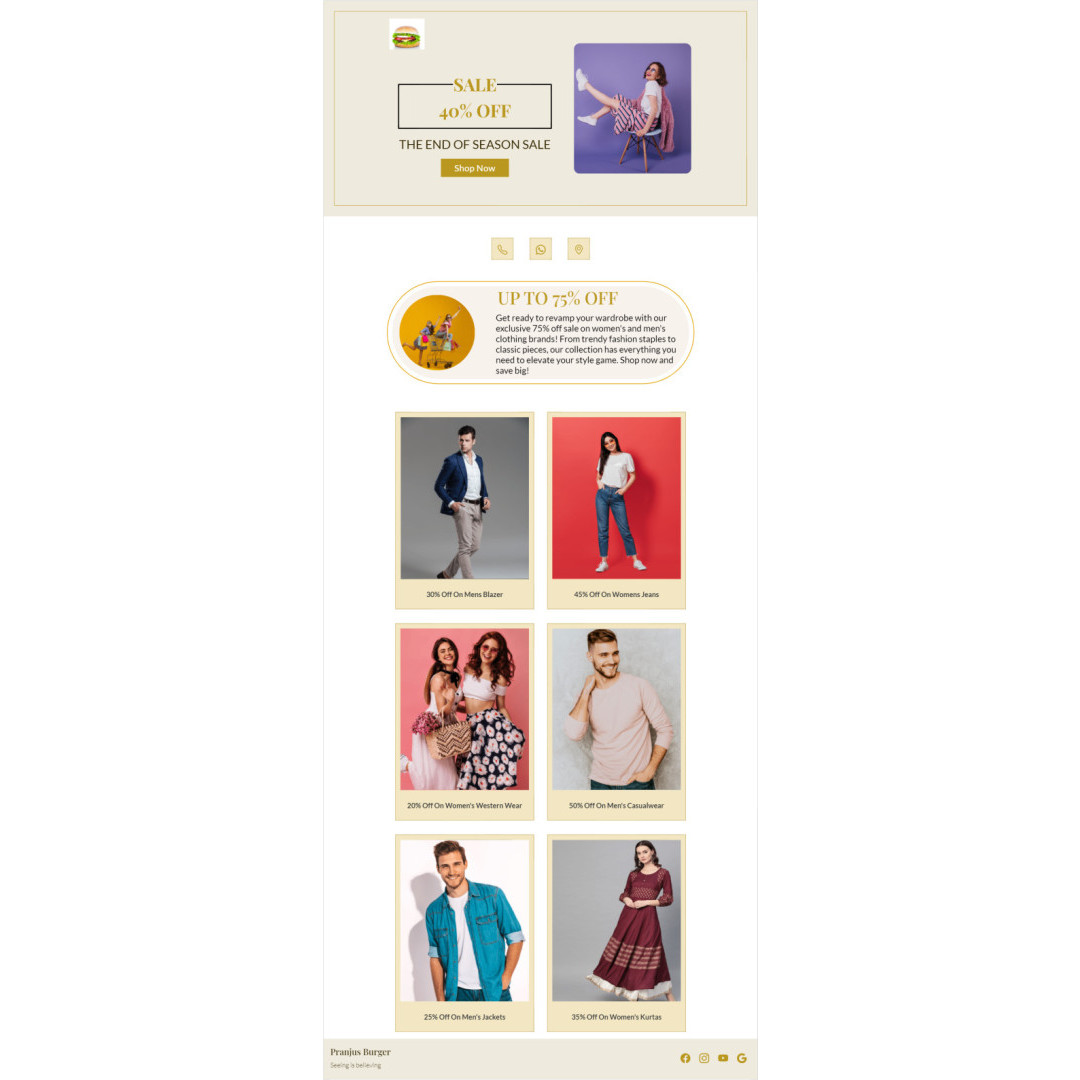 SALE
40% OFF
THE END OF SEASON SALE
Shop Now
UP TO 75% OFF
Get ready to revamp your wardrobe with our
exclusive 75% off sale on women's and men's
clothing brands! From trendy fashion staples to
classic pieces, our collection has everything you
need to elevate your style game. Shop now and
save big!
30% Off On Mens Blazer
45% Off On Womens Jeans
20% Off On Women's Western Wear
50% Off On Men's Casualwear
25% Off On Men's Jackets
35% Off On Women's Kurtas
Pranjus Burger
Seeing is believing